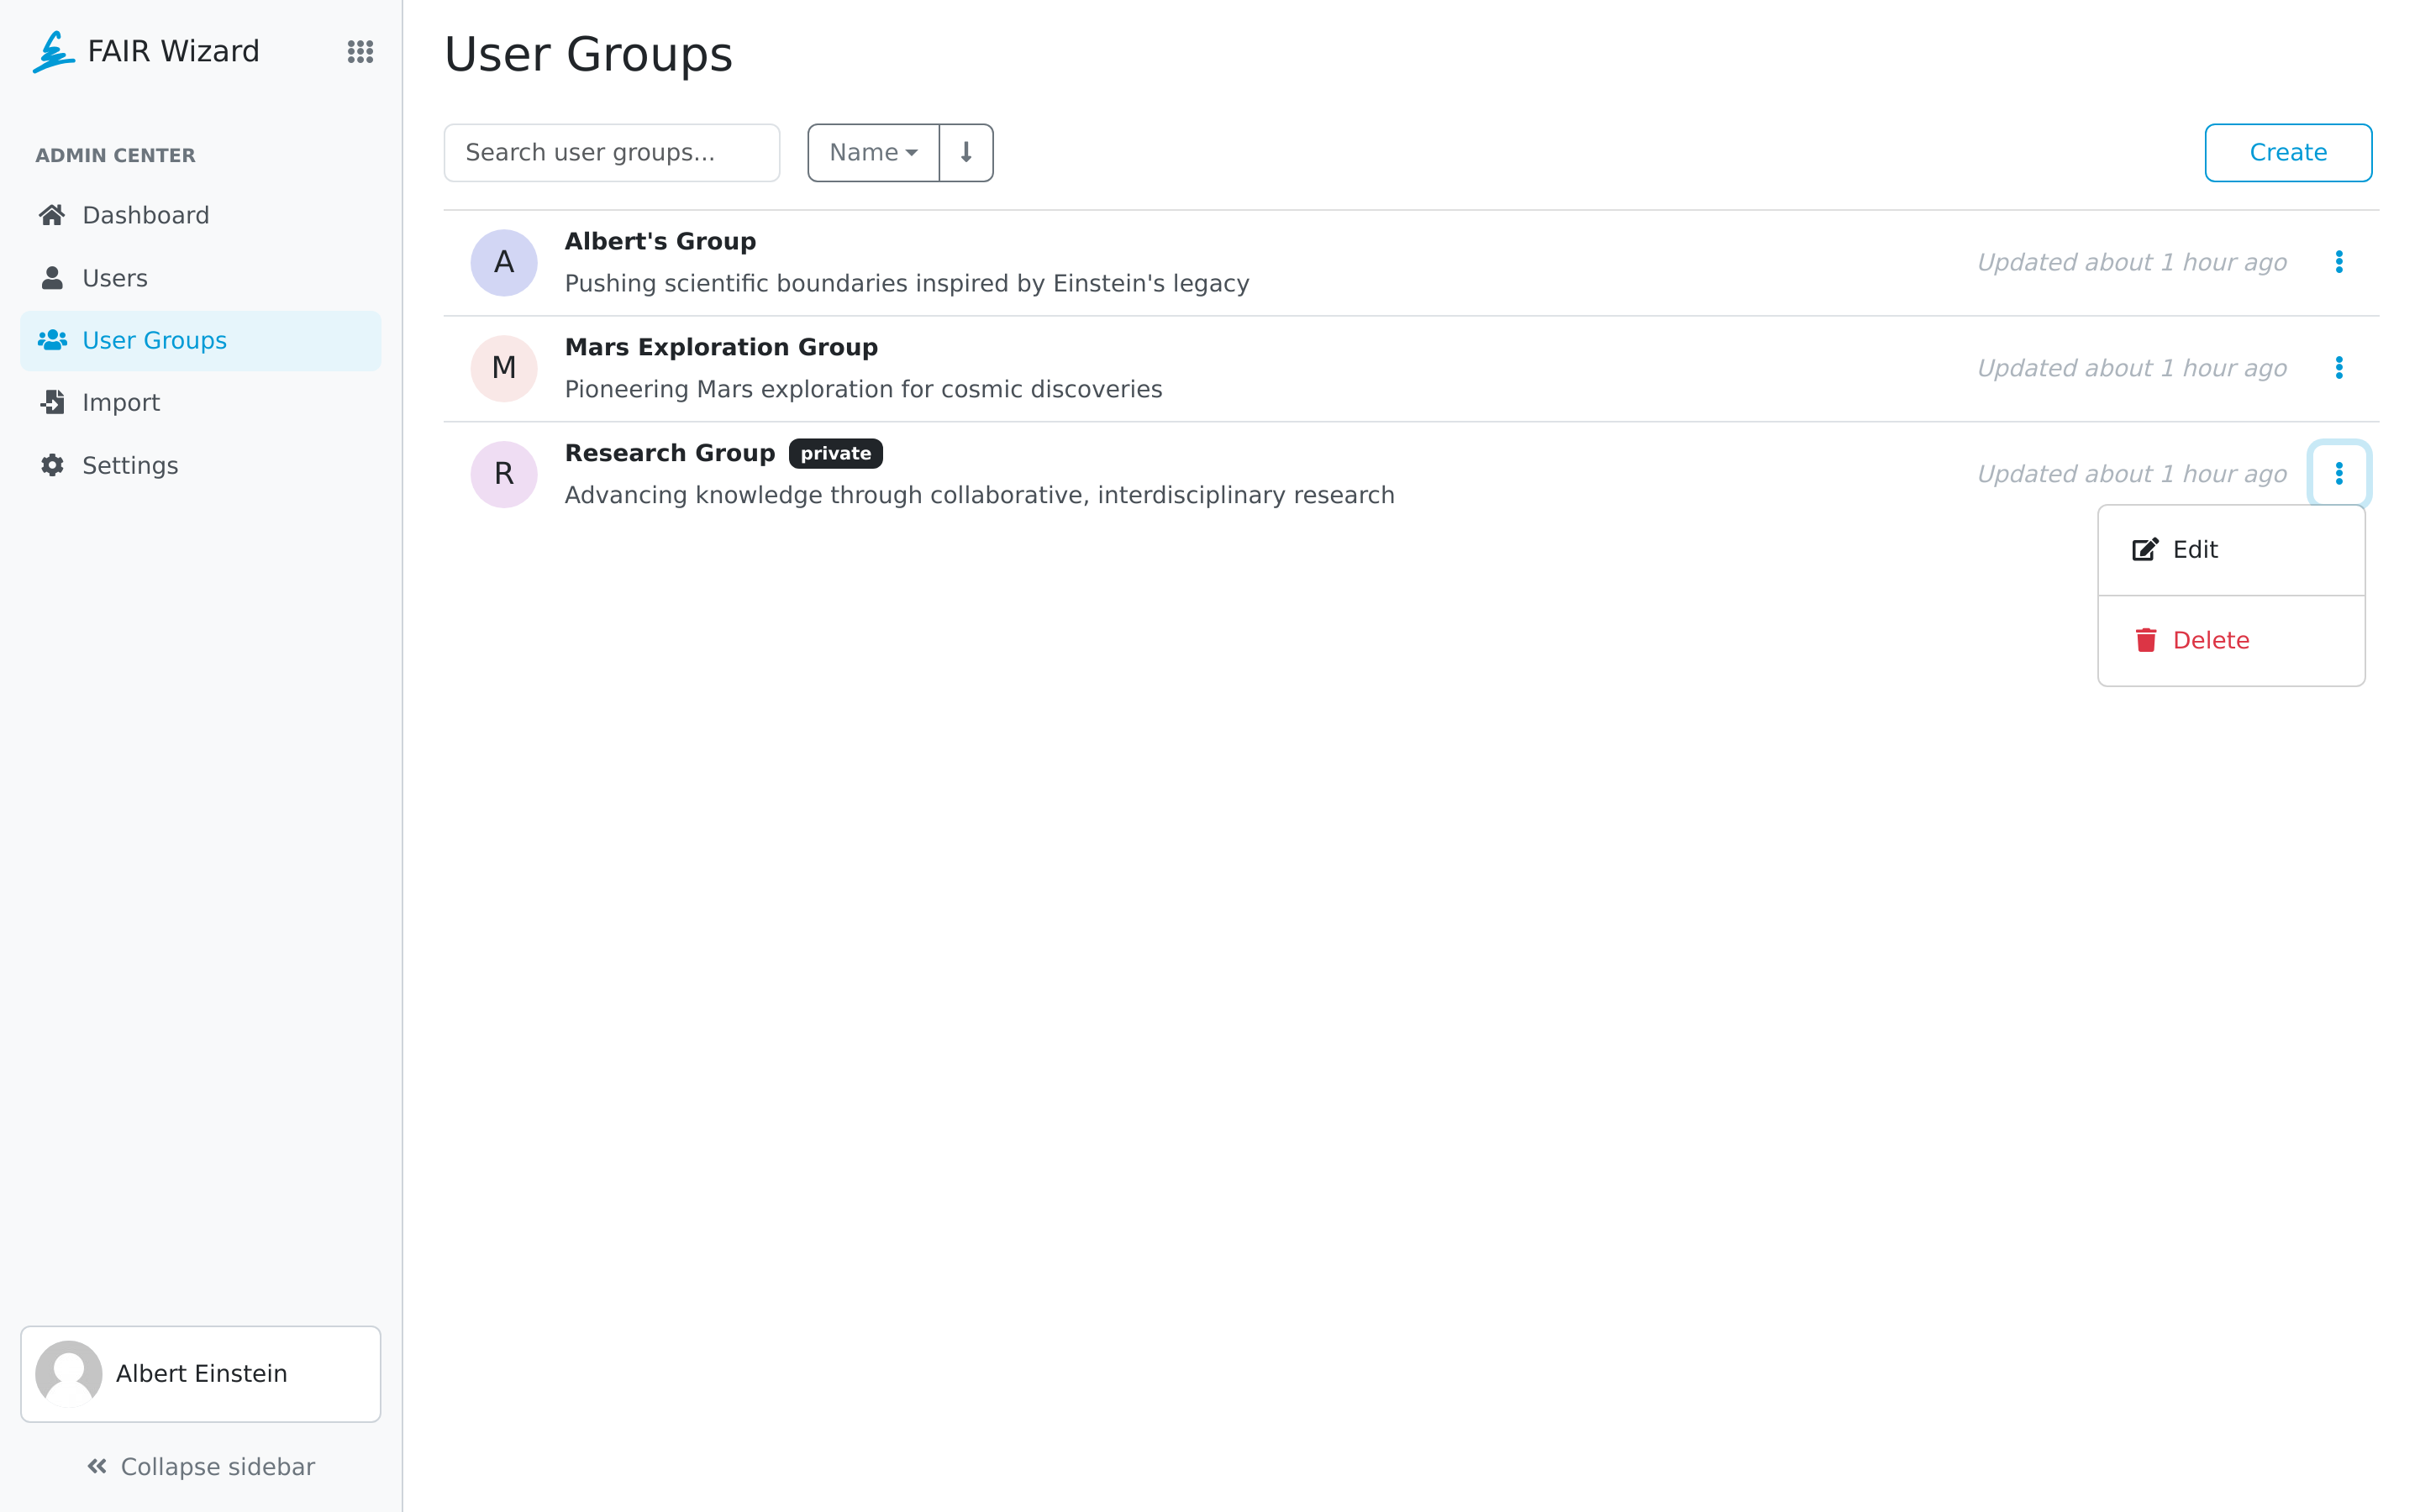 FAIR Wizard
ADMIN CENTER
Dashboard
Users
User Groups
Import
Settings
Albert Einstein
Collapse sidebar
User Groups
Search user groups...
Name
Create
A
Albert's Group
Pushing scientific boundaries inspired by Einstein's legacy
Updated about 1 hour ago
M
Mars Exploration Group
Pioneering Mars exploration for cosmic discoveries
Updated about 1 hour ago
R
Research Group private
Advancing knowledge through collaborative, interdisciplinary research
Updated about 1 hour ago
Edit
Delete